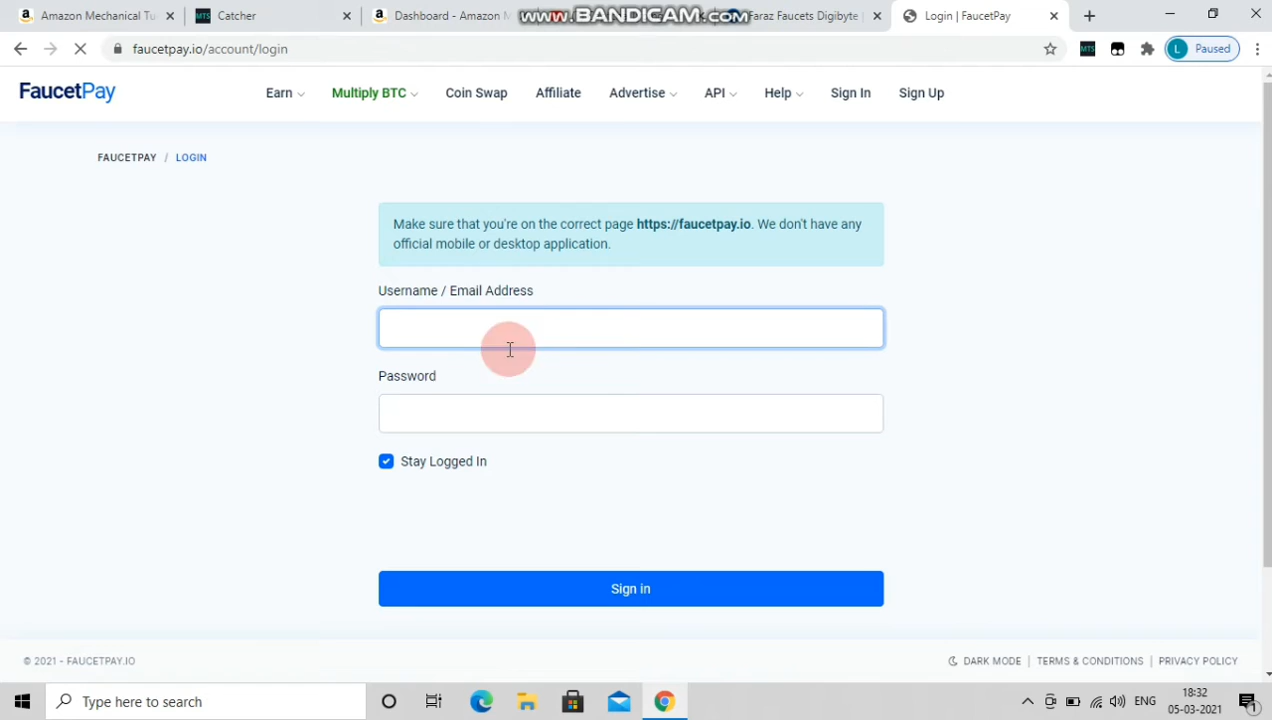 Amazon Mechanical Tu
Catcher
Dashboard - Amazon M
www.BANDICAM.com
Faraz Faucets Digibyte
Login | FaucetPay
faucetpay.io/account/login
MTS
L Paused
FaucetPay
Earn
Multiply BTC
Coin Swap
Affiliate
Advertise
API
Help
Sign In
Sign Up
FAUCETPAY / LOGIN
Make sure that you're on the correct page https://faucetpay.io. We don't have any
official mobile or desktop application.
Username / Email Address
Password
Stay Logged In
Sign in
© 2021 - FAUCETPAY.IO
DARK MODE | TERMS & CONDITIONS | PRIVACY POLICY
Type here to search
ENG
18:32
05-03-2021
1